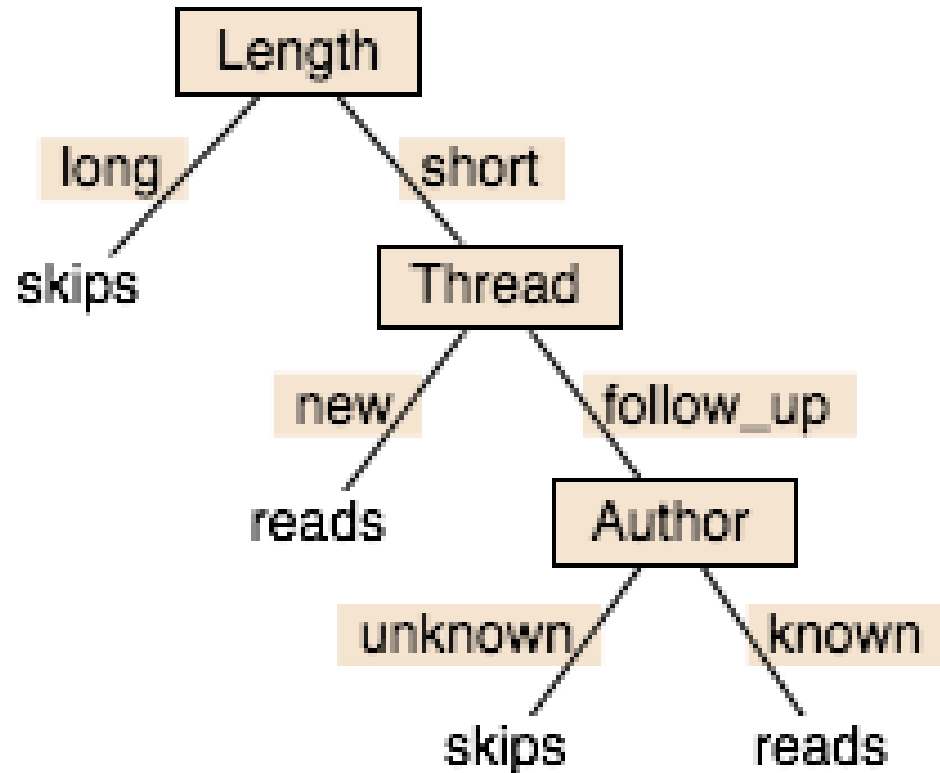 Length
long short
skips
Thread
new follow_up
reads
Author
unknown known
skips reads